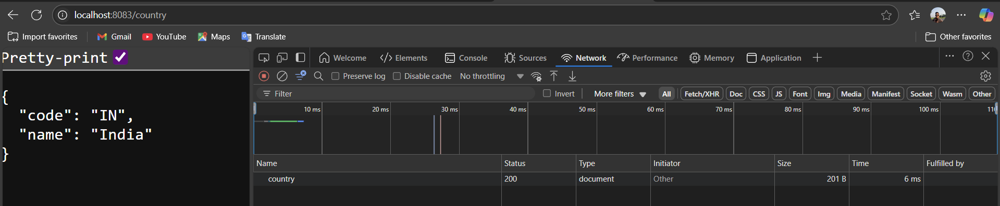 localhost:8083/country
Import favorites Gmail YouTube Maps Translate Other favorites
Pretty-print
{
"code": "IN",
"name": "India"
}
Welcome Elements Console Sources Network Performance Memory Application
Preserve log Disable cache No throttling
Filter Invert More filters All Fetch/XHR Doc CSS JS Font Img Media Manifest Socket Wasm Other
10 ms 20 ms 30 ms 40 ms 50 ms 60 ms 70 ms 80 ms 90 ms 100 ms
Name Status Type Initiator Size Time Fulfilled by
country 200 document Other 201 B 6 ms